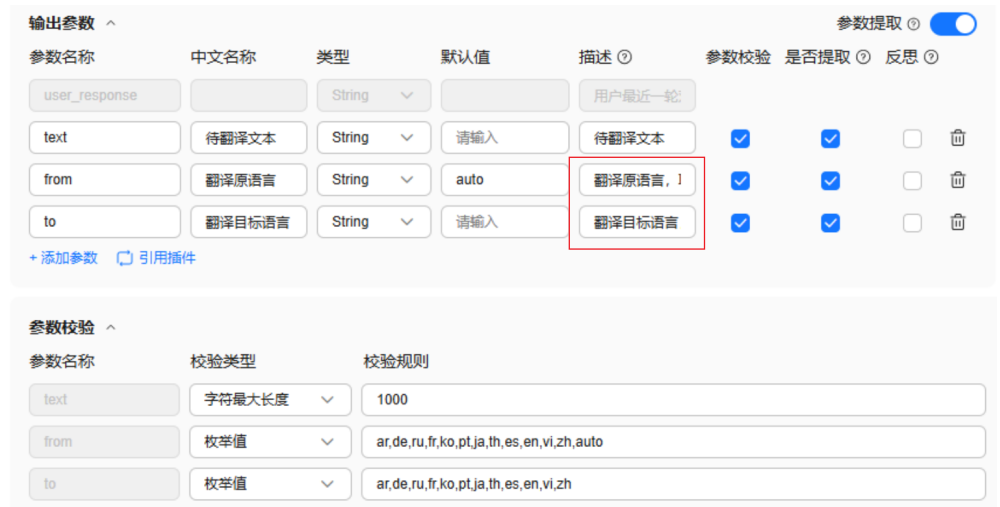 输出参数 参数提取
参数名称 中文名称 类型 默认值 描述 参数校验 是否提取 反思
user_response String 用户最近一轮
text 待翻译文本 String 请输入 待翻译文本
from 翻译原语言 String auto 翻译原语言，
to 翻译目标语言 String 请输入 翻译目标语言
+ 添加参数 引用插件
参数校验
参数名称 校验类型 校验规则
text 字符最大长度 1000
from 枚举值 ar,de,ru,fr,ko,pt,ja,th,es,en,vi,zh,auto
to 枚举值 ar,de,ru,fr,ko,pt,ja,th,es,en,vi,zh